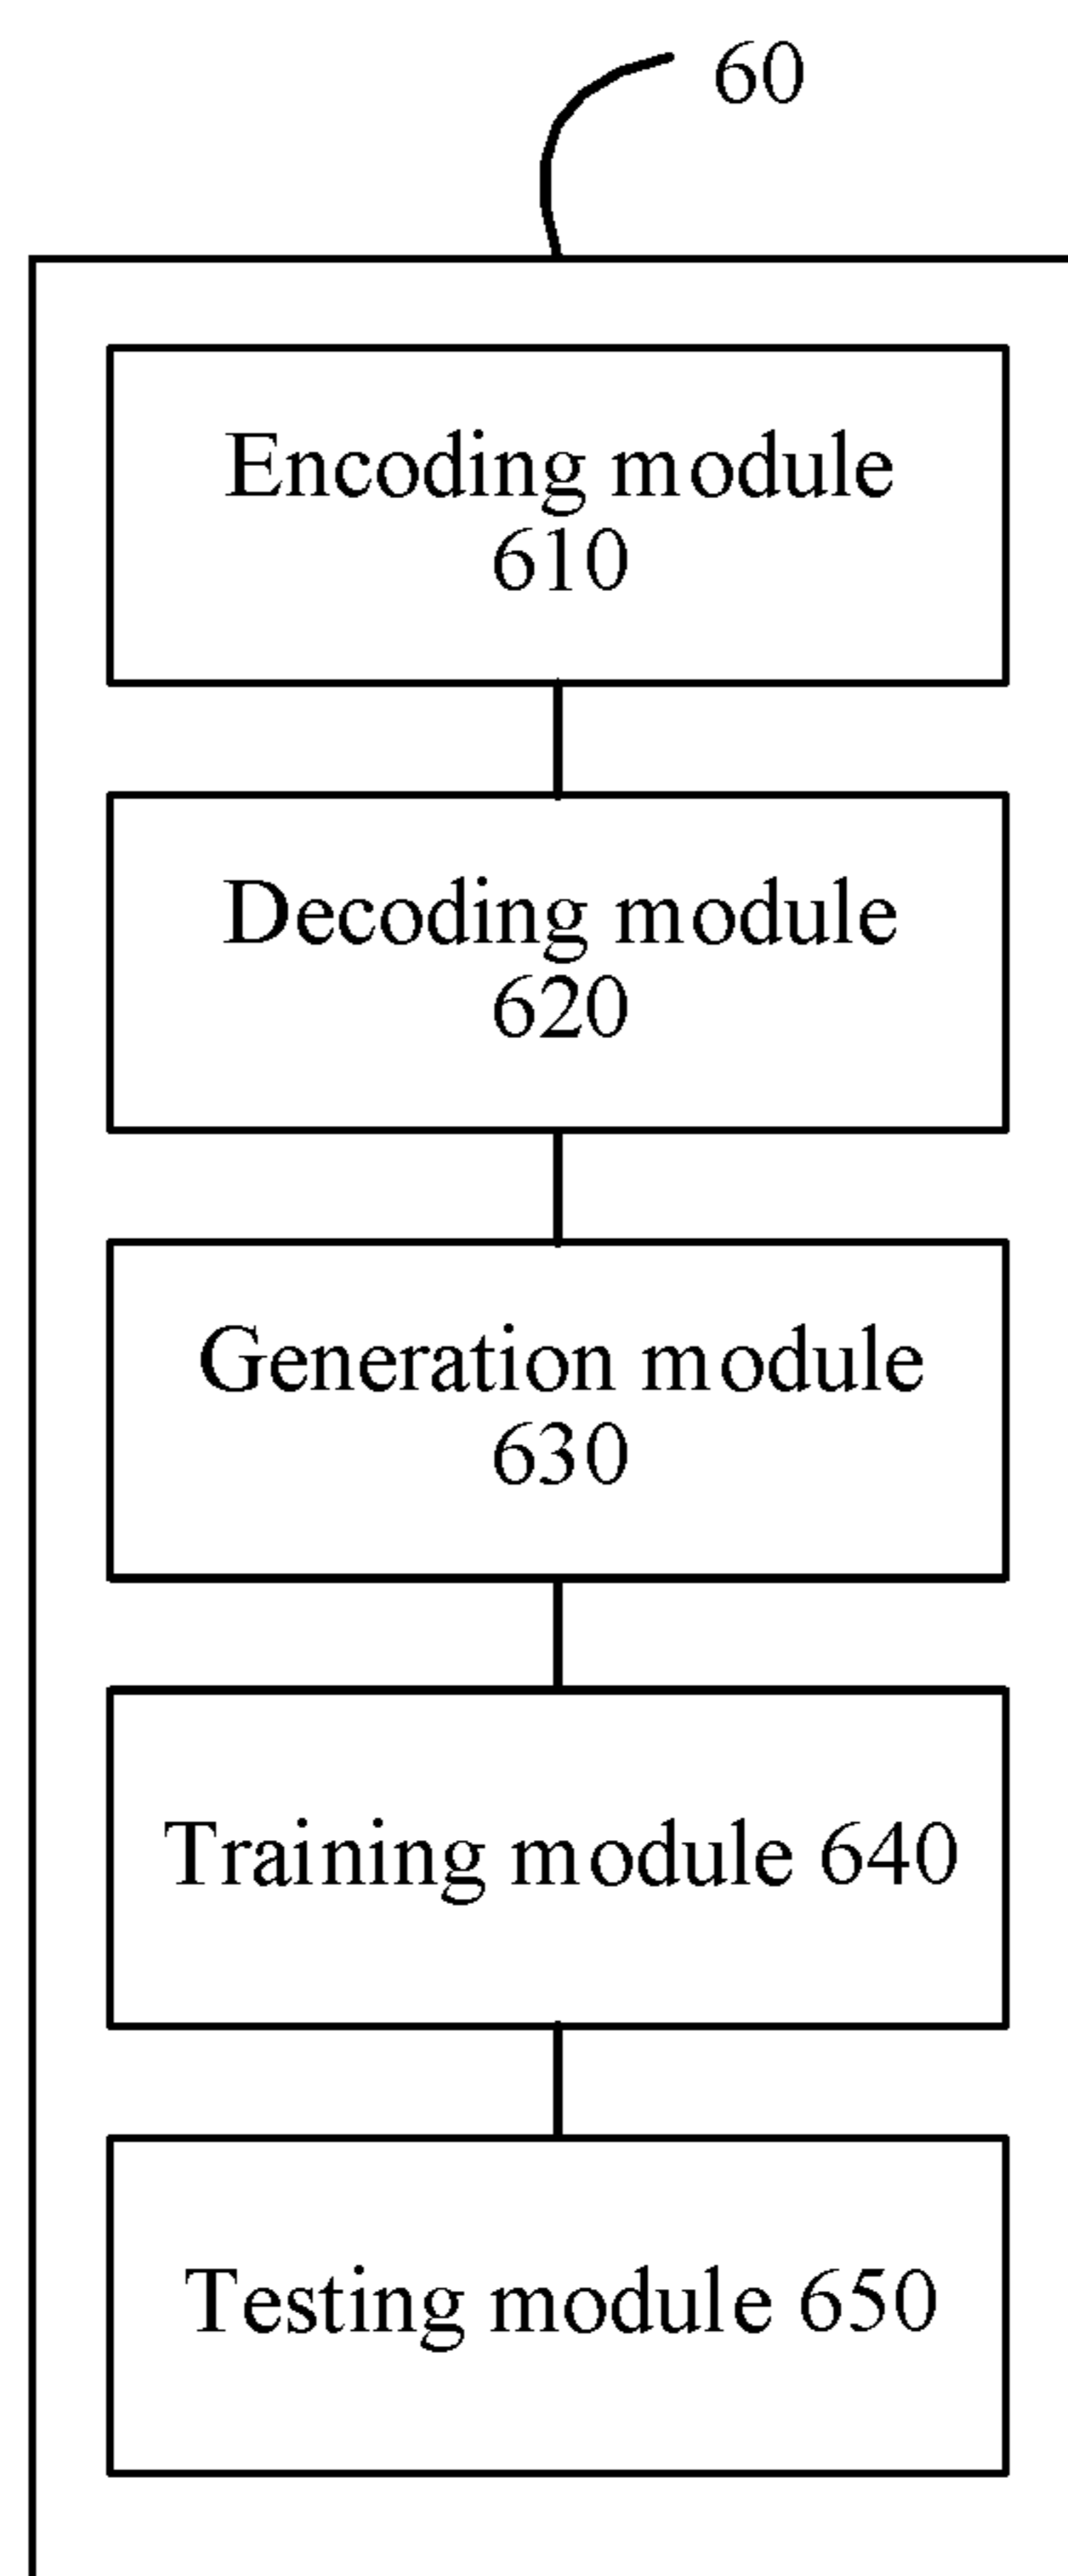 60
Encoding module
610
Decoding module
620
Generation module
630
Training module 640
Testing module 650